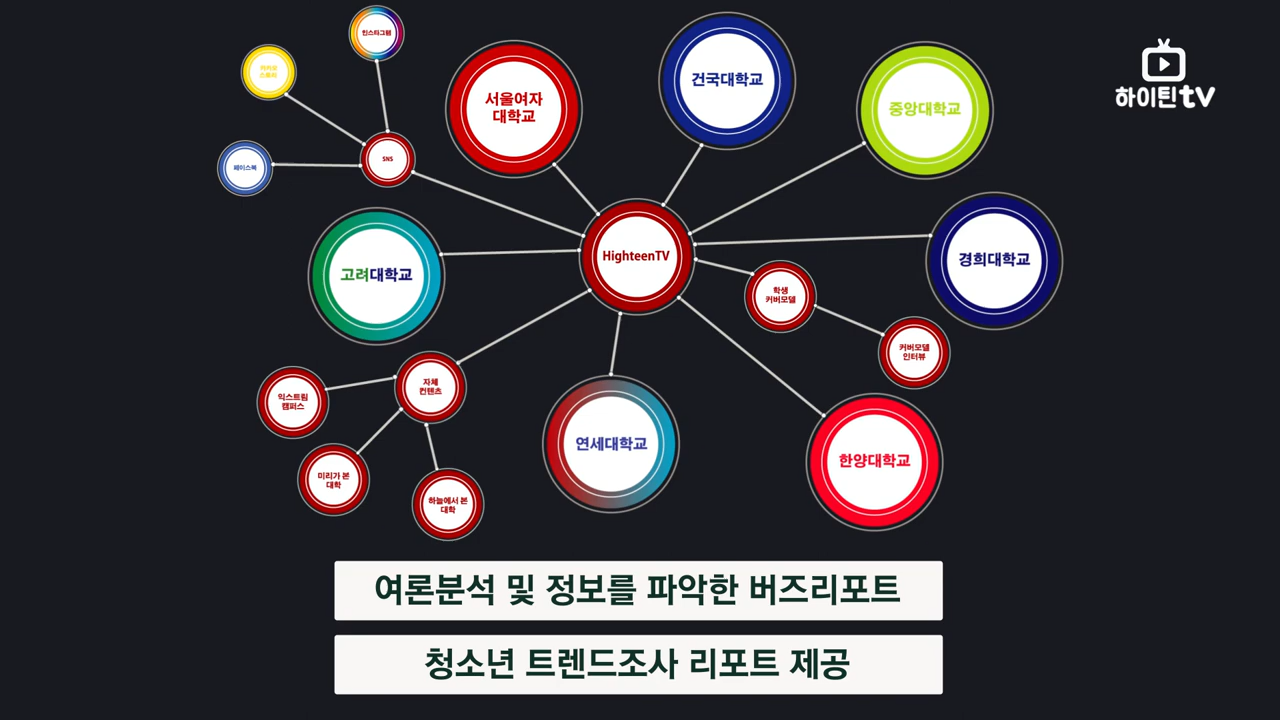 인스타그램
카카오
스토리
하이틴tv
건국대학교
서울여자
대학교
중앙대학교
SNS
페이스북
HighteenTV
경희대학교
고려대학교
학생
커버모델
커버모델
인터뷰
자체
컨텐츠
익스트림
캠퍼스
연세대학교
한양대학교
미리가 본
대학
하늘에서 본
대학
여론분석 및 정보를 파악한 버즈리포트
청소년 트렌드조사 리포트 제공